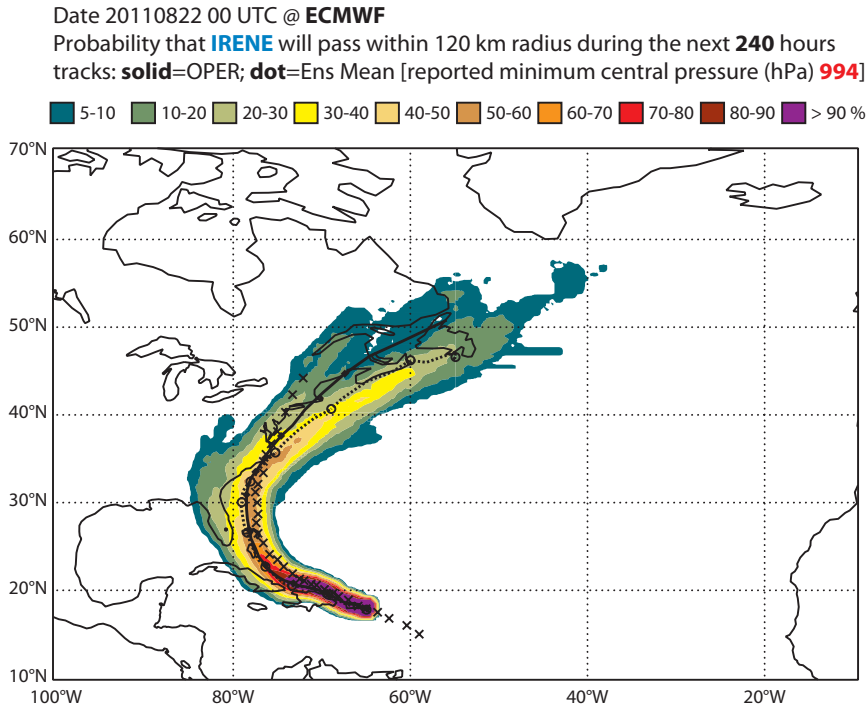 Date 20110822 00 UTC @ ECMWF
Probability that IRENE will pass within 120 km radius during the next 240 hours
tracks: solid=OPER; dot=Ens Mean [reported minimum central pressure (hPa) 994]
5-10 10-20 20-30 30-40 40-50 50-60 60-70 70-80 80-90 > 90 %
70°N
60°N
50°N
40°N
30°N
20°N
10°N
100°W 80°W 60°W 40°W 20°W